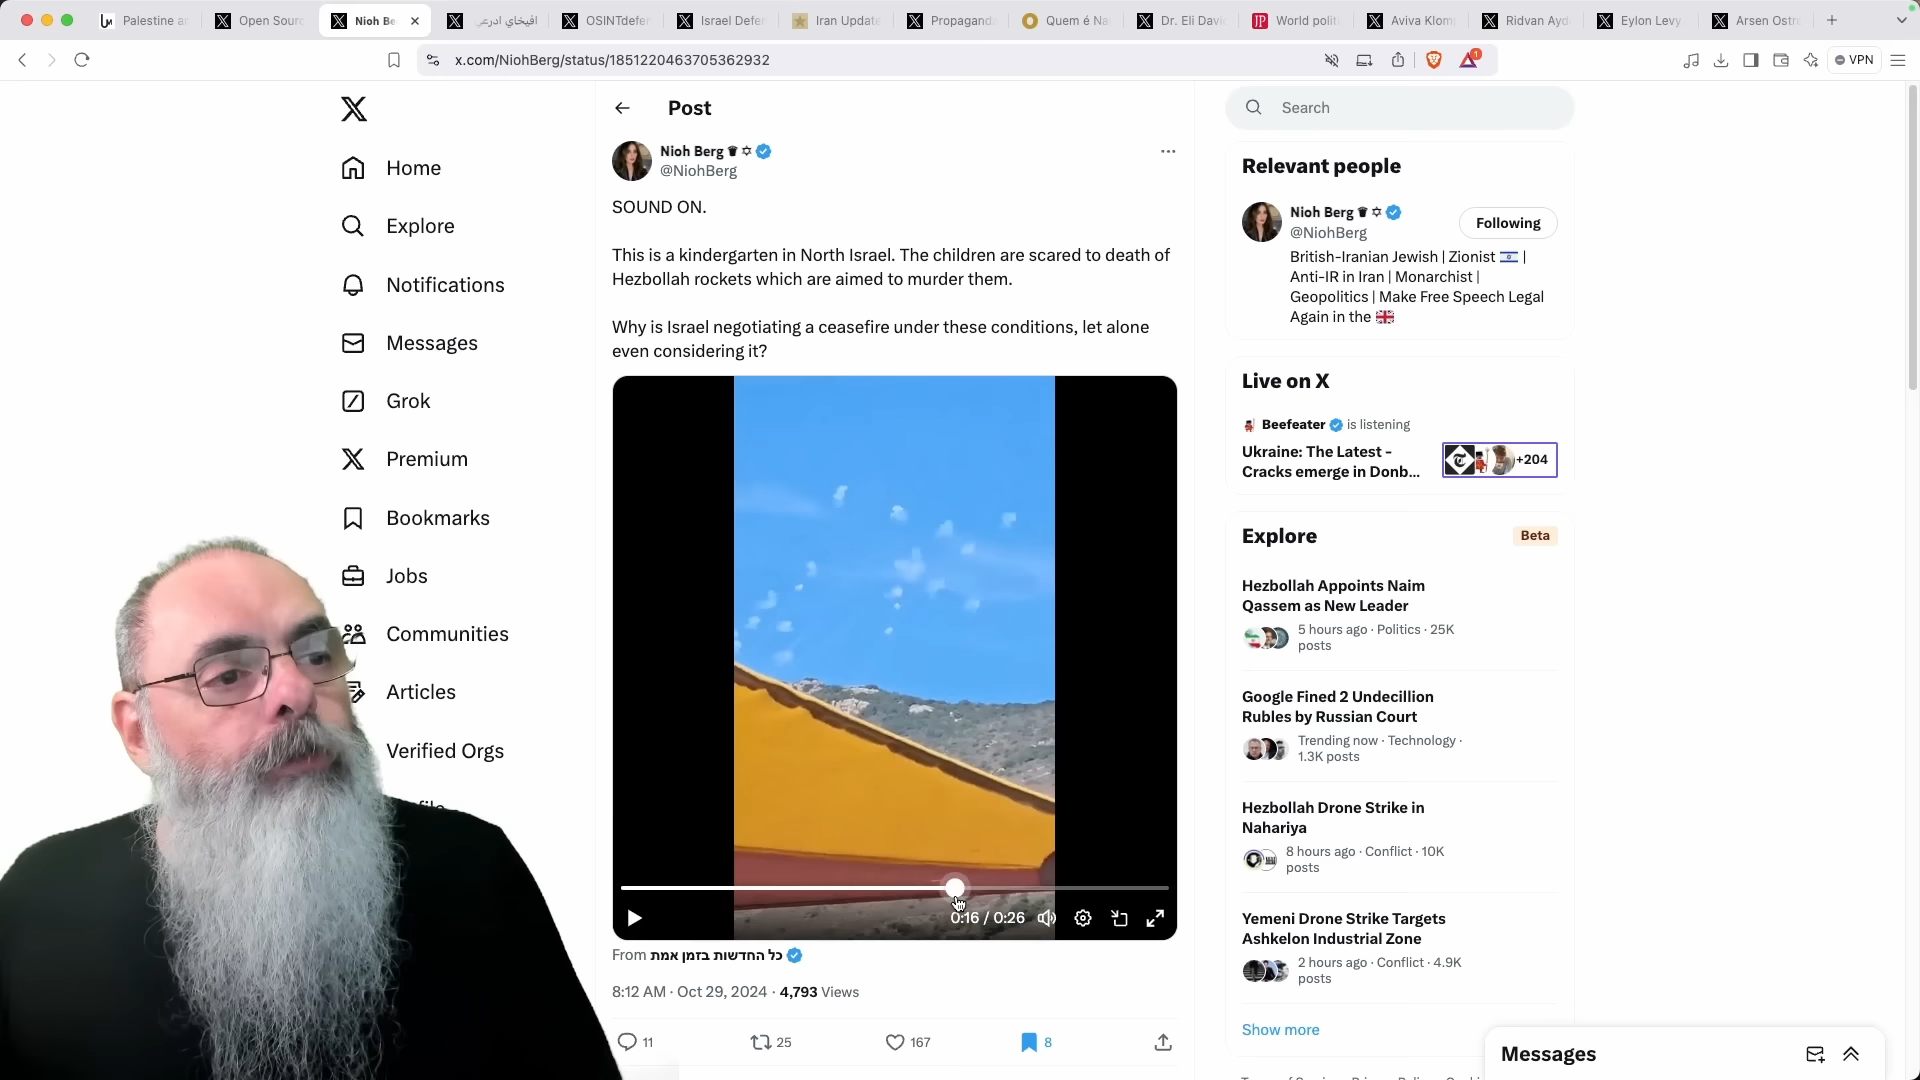 Palestine a
Open Sourc
Nioh Be
افيخاي ادرعي
OSINTdefe
Israel Defe
Iran Update
Propagand
Quem é Na
Dr. Eli Davi
World polit
Aviva Klom
Ridvan Ayd
Eylon Levy
Arsen Ostr
x.com/NiohBerg/status/1851220463705362932
1
VPN
Home
Explore
Notifications
Messages
Grok
Premium
Bookmarks
Jobs
Communities
Articles
Verified Orgs
Post
Nioh Berg
@NiohBerg
SOUND ON.
This is a kindergarten in North Israel. The children are scared to death of
Hezbollah rockets which are aimed to murder them.
Why is Israel negotiating a ceasefire under these conditions, let alone
even considering it?
0:16 / 0:26
From כל החדשות בזמן אמת
8:12 AM · Oct 29, 2024 · 4,793 Views
11
25
167
8
Search
Relevant people
Nioh Berg
@NiohBerg
Following
British-Iranian Jewish | Zionist 🇮🇱 |
Anti-IR in Iran | Monarchist |
Geopolitics | Make Free Speech Legal
Again in the 🇬🇧
Live on X
Beefeater is listening
Ukraine: The Latest -
Cracks emerge in Donb...
+204
Explore
Beta
Hezbollah Appoints Naim
Qassem as New Leader
5 hours ago · Politics · 25K
posts
Google Fined 2 Undecillion
Rubles by Russian Court
Trending now · Technology ·
1.3K posts
Hezbollah Drone Strike in
Nahariya
8 hours ago · Conflict · 10K
posts
Yemeni Drone Strike Targets
Ashkelon Industrial Zone
2 hours ago · Conflict · 4.9K
posts
Show more
Messages